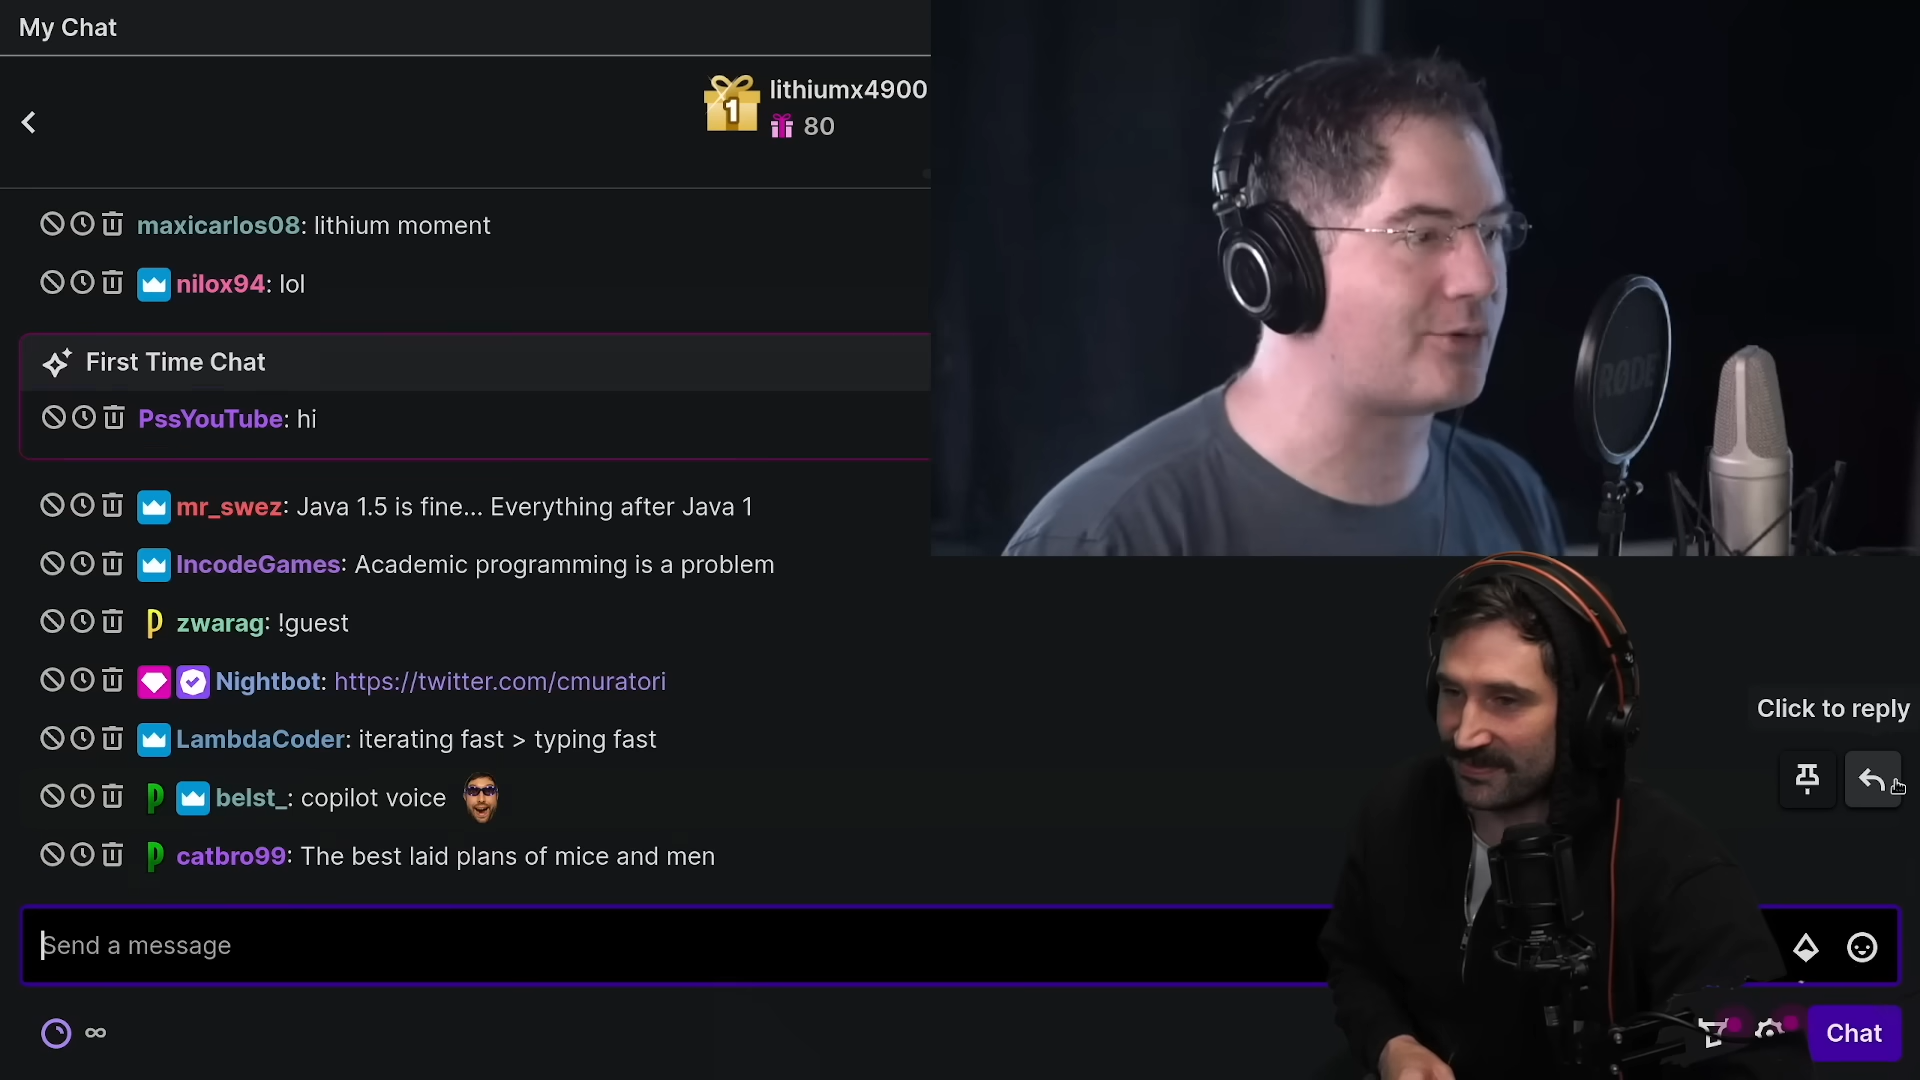 My Chat
lithiumx4900
1
80
maxicarlos08: lithium moment
nilox94: lol
First Time Chat
PssYouTube: hi
mr_swez: Java 1.5 is fine... Everything after Java 1
IncodeGames: Academic programming is a problem
zwarag: !guest
Nightbot: https://twitter.com/cmuratori
LambdaCoder: iterating fast > typing fast
belst_: copilot voice
catbro99: The best laid plans of mice and men
RØDE
Click to reply
Send a message
∞
Chat